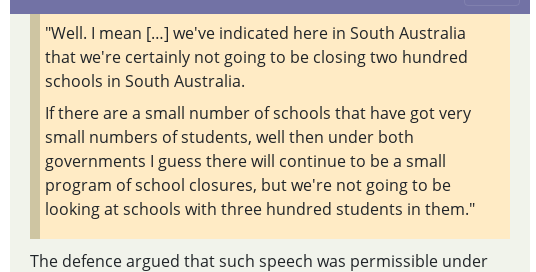 "Well. I mean [...] we've indicated here in South Australia
that we're certainly not going to be closing two hundred
schools in South Australia.
If there are a small number of schools that have got very
small numbers of students, well then under both
governments I guess there will continue to be a small
program of school closures, but we're not going to be
looking at schools with three hundred students in them."
The defence argued that such speech was permissible under